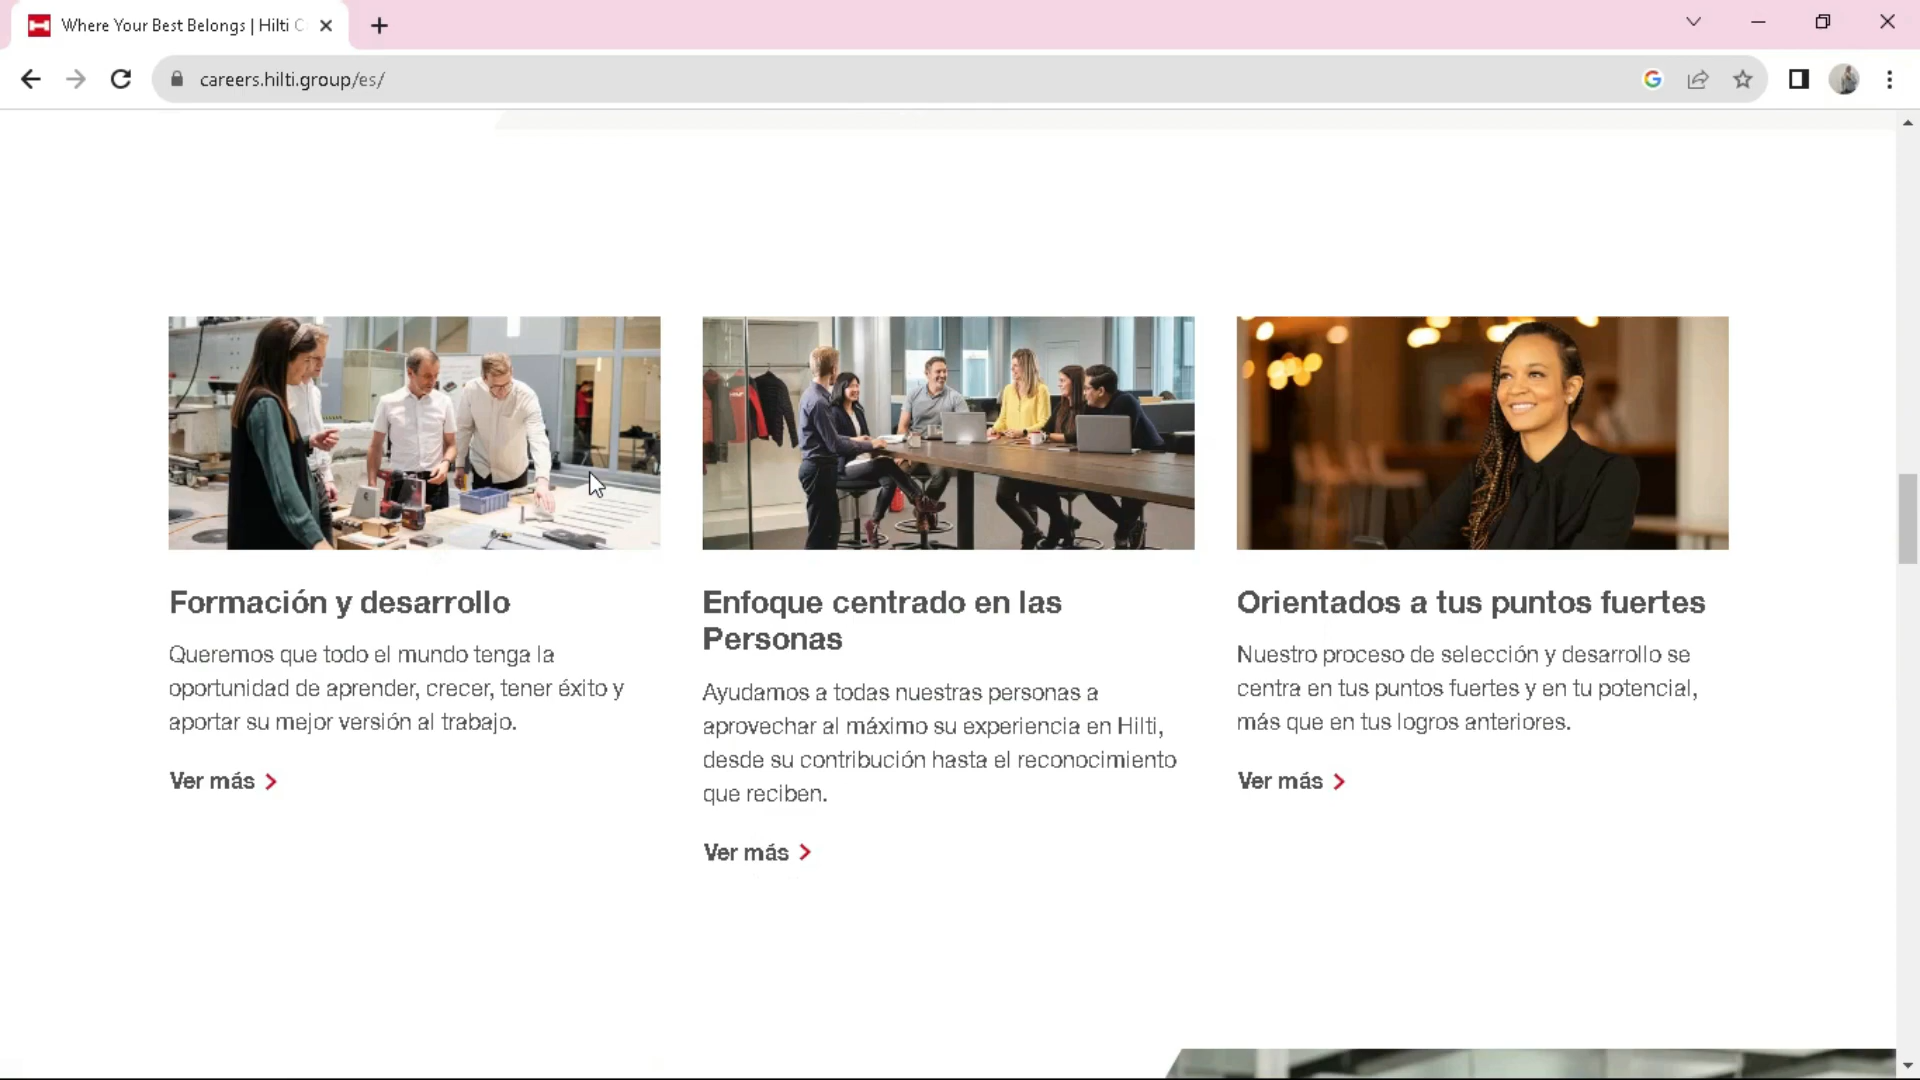 Where Your Best Belongs | Hilti C
careers.hilti.group/es/
Formación y desarrollo
Queremos que todo el mundo tenga la
oportunidad de aprender, crecer, tener éxito y
aportar su mejor versión al trabajo.
Ver más
Enfoque centrado en las
Personas
Ayudamos a todas nuestras personas a
aprovechar al máximo su experiencia en Hilti,
desde su contribución hasta el reconocimiento
que reciben.
Ver más
Orientados a tus puntos fuertes
Nuestro proceso de selección y desarrollo se
centra en tus puntos fuertes y en tu potencial,
más que en tus logros anteriores.
Ver más